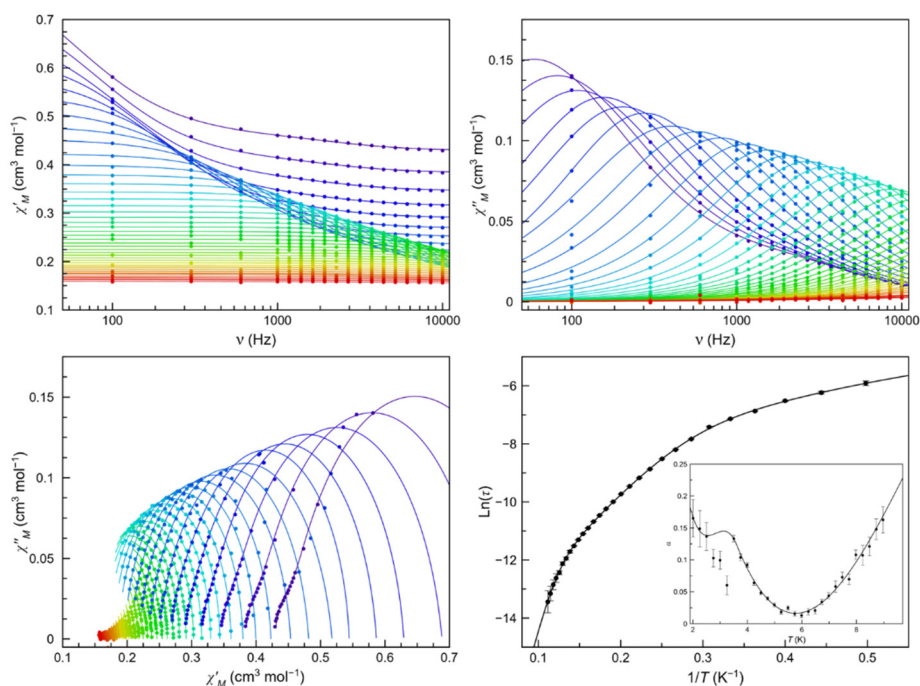 0.7
0.6
0.5
0.4
0.3
0.2
0.1
χ′M (cm³ mol⁻¹)
100 1000 10000
ν (Hz)
0.15
0.1
0.05
0
χ″M (cm³ mol⁻¹)
100 1000 10000
ν (Hz)
0.15
0.1
0.05
0
χ″M (cm³ mol⁻¹)
0.1 0.2 0.3 0.4 0.5 0.6 0.7
χ′M (cm³ mol⁻¹)
−6
−8
−10
−12
−14
Ln(τ)
0.1 0.2 0.3 0.4 0.5
1/T (K⁻¹)
0.25
0.2
0.15
0.1
0.05
0
α
2 4 6 8
T (K)